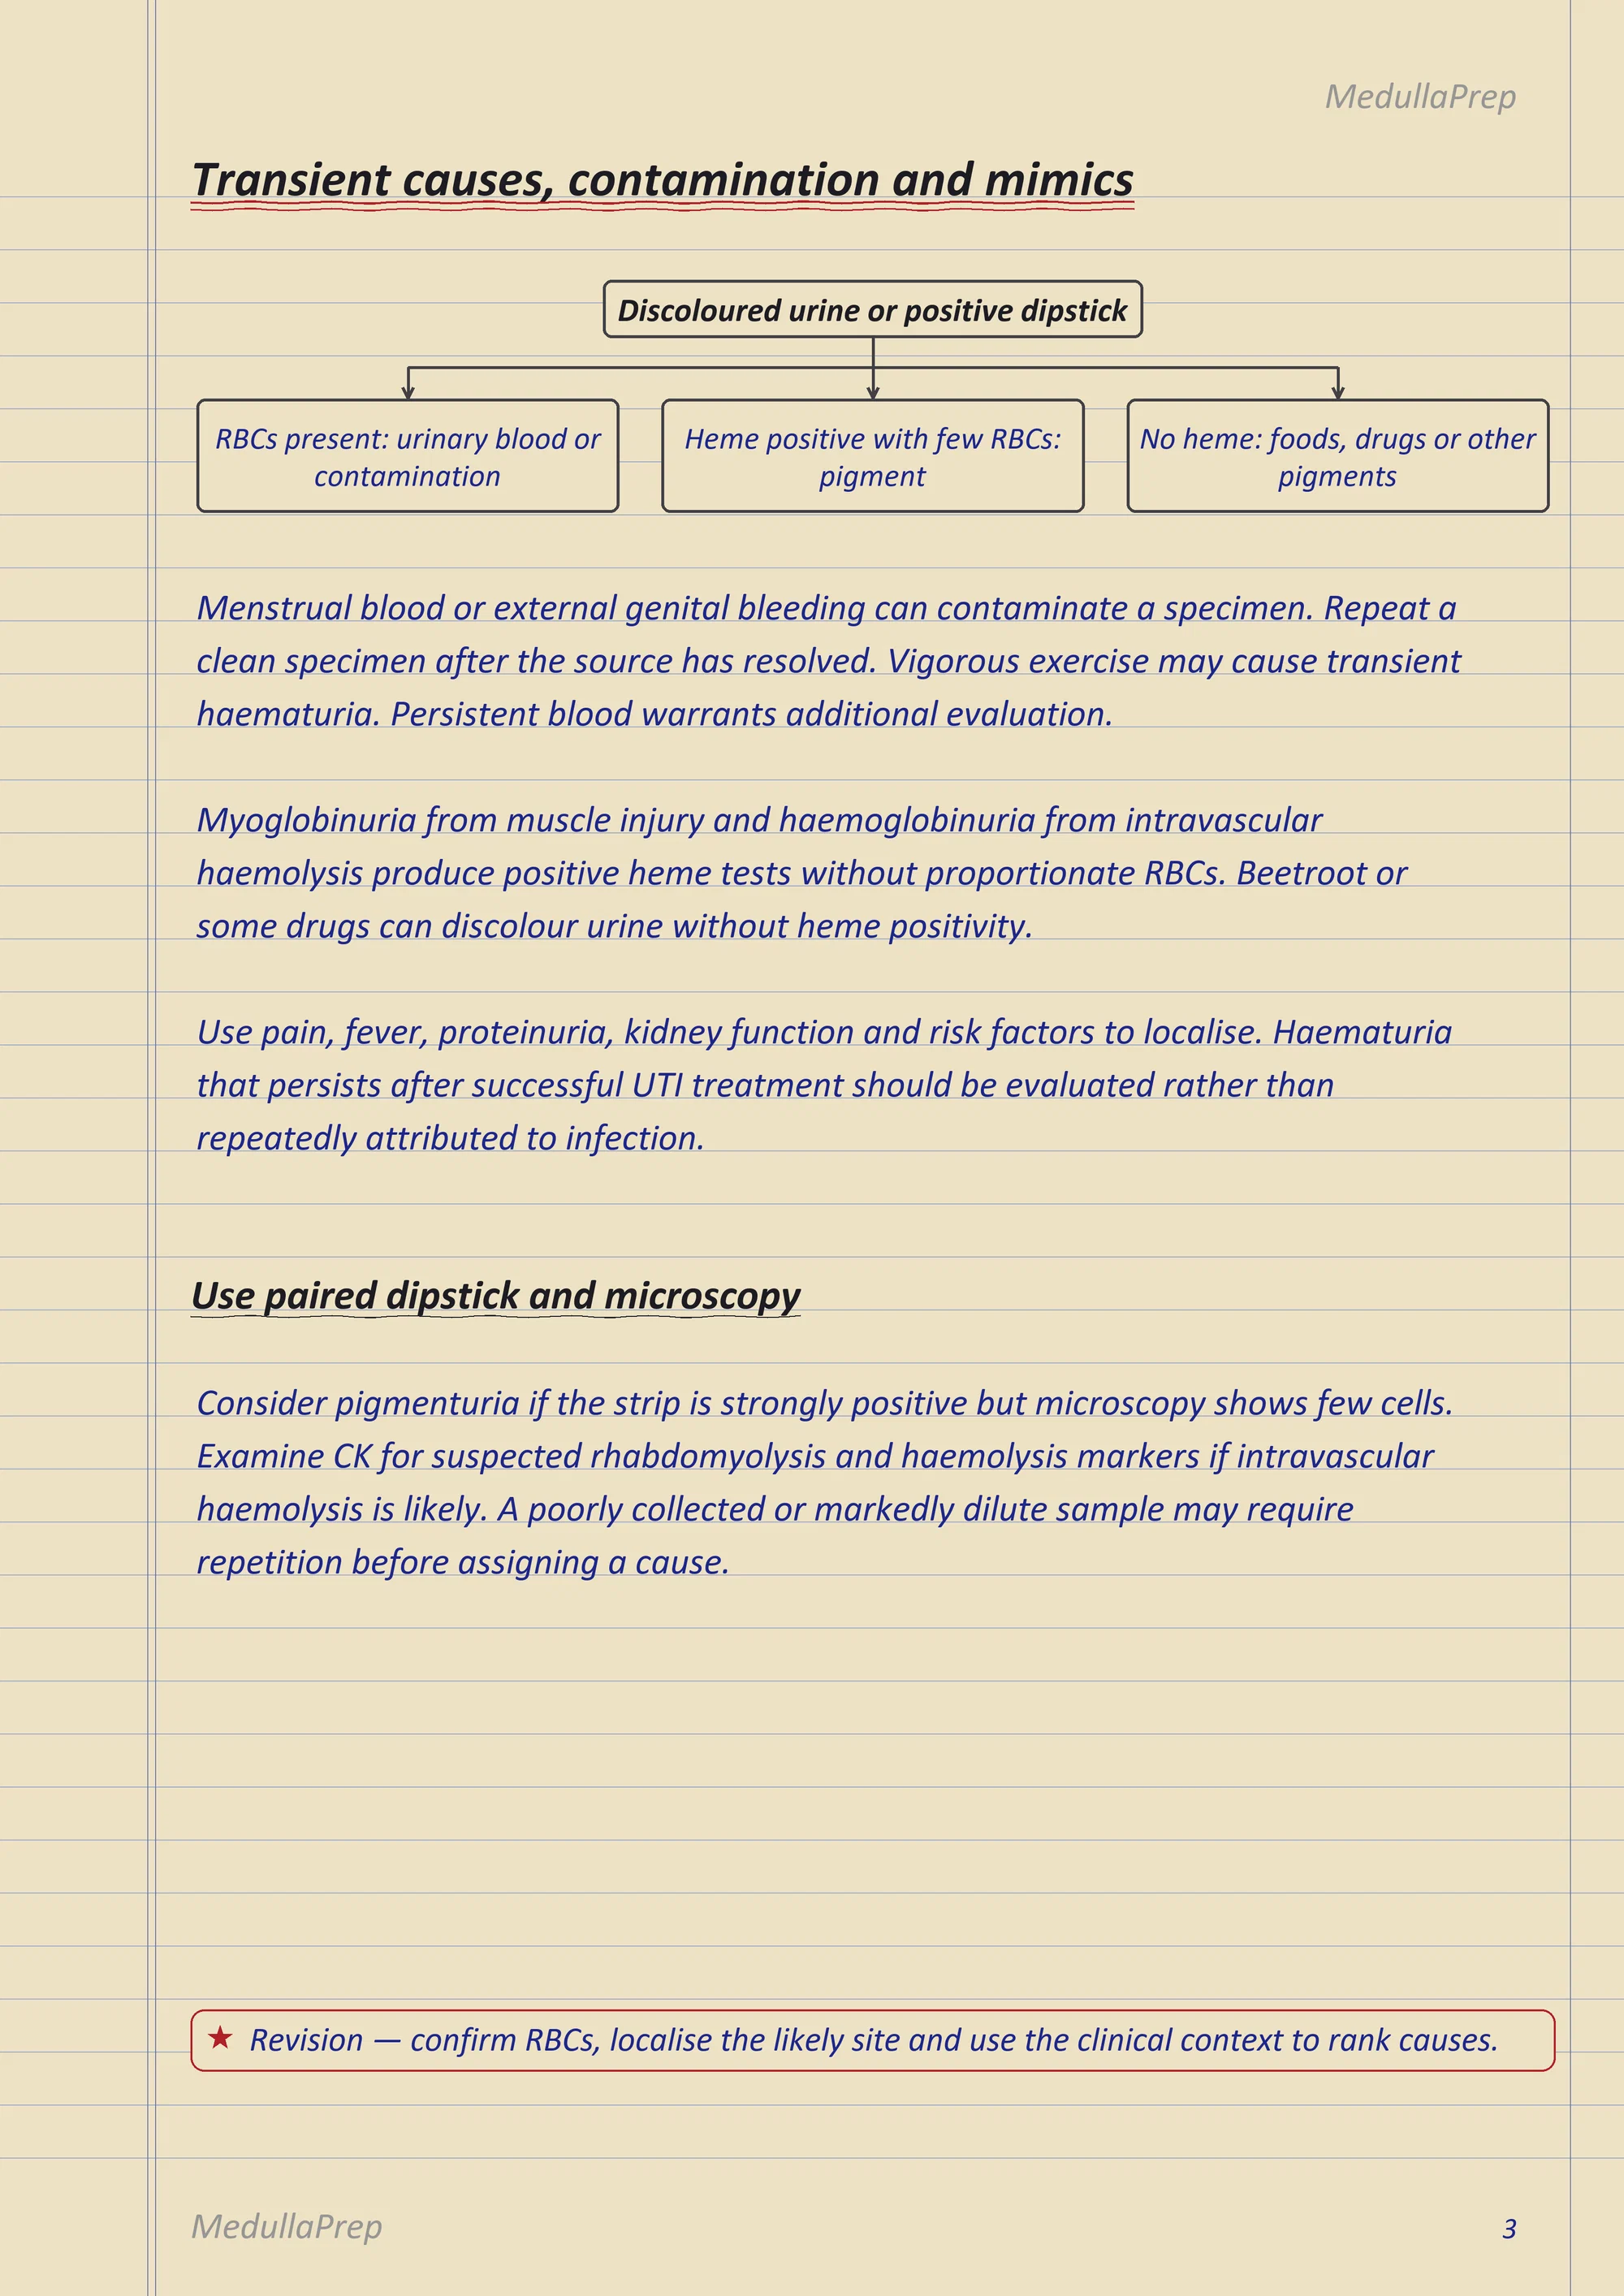 MedullaPrep
Transient causes, contamination and mimics
Discoloured urine or positive dipstick
RBCs present: urinary blood or
contamination
Heme positive with few RBCs:
pigment
No heme: foods, drugs or other
pigments
Menstrual blood or external genital bleeding can contaminate a specimen. Repeat a
clean specimen after the source has resolved. Vigorous exercise may cause transient
haematuria. Persistent blood warrants additional evaluation.
Myoglobinuria from muscle injury and haemoglobinuria from intravascular
haemolysis produce positive heme tests without proportionate RBCs. Beetroot or
some drugs can discolour urine without heme positivity.
Use pain, fever, proteinuria, kidney function and risk factors to localise. Haematuria
that persists after successful UTI treatment should be evaluated rather than
repeatedly attributed to infection.
Use paired dipstick and microscopy
Consider pigmenturia if the strip is strongly positive but microscopy shows few cells.
Examine CK for suspected rhabdomyolysis and haemolysis markers if intravascular
haemolysis is likely. A poorly collected or markedly dilute sample may require
repetition before assigning a cause.
★ Revision — confirm RBCs, localise the likely site and use the clinical context to rank causes.
MedullaPrep
3